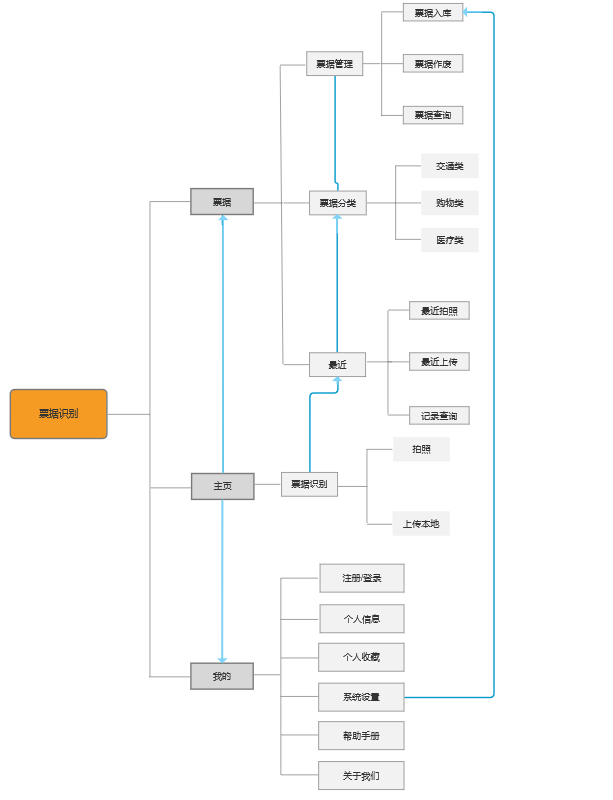 票据识别
票据
票据管理
票据入库
票据作废
票据查询
票据分类
交通类
购物类
医疗类
最近
最近拍照
最近上传
记录查询
主页
票据识别
拍照
上传本地
我的
注册/登录
个人信息
个人收藏
系统设置
帮助手册
关于我们